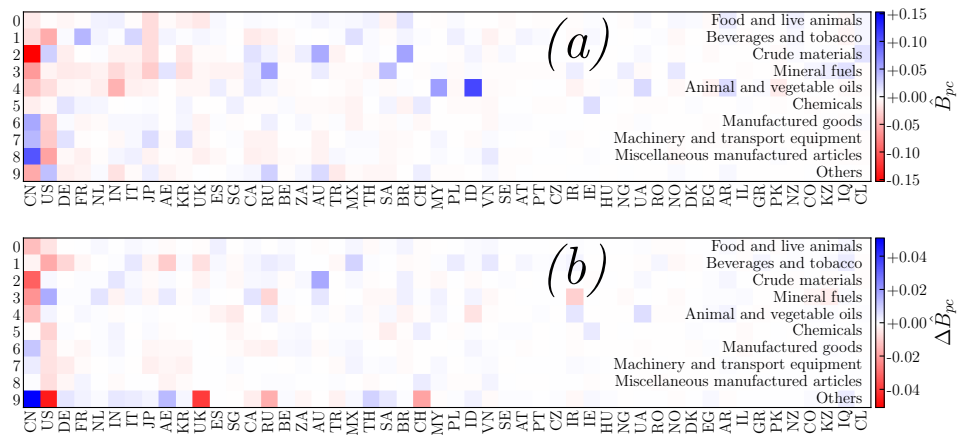 (a)
0 Food and live animals
1 Beverages and tobacco
2 Crude materials
3 Mineral fuels
4 Animal and vegetable oils
5 Chemicals
6 Manufactured goods
7 Machinery and transport equipment
8 Miscellaneous manufactured articles
9 Others
CN US DE FR NL IN IT JP AE KR UK ES SG CA RU BE ZA AU TR MX TH SA BR CH MY PL ID VN SE AT PT CZ IR IE HU NG UA RO NO DK EG AR IL GR PK NZ CO KZ IQ CL
+0.15
+0.10
+0.05
+0.00
-0.05
-0.10
-0.15
B̂pc
(b)
0 Food and live animals
1 Beverages and tobacco
2 Crude materials
3 Mineral fuels
4 Animal and vegetable oils
5 Chemicals
6 Manufactured goods
7 Machinery and transport equipment
8 Miscellaneous manufactured articles
9 Others
CN US DE FR NL IN IT JP AE KR UK ES SG CA RU BE ZA AU TR MX TH SA BR CH MY PL ID VN SE AT PT CZ IR IE HU NG UA RO NO DK EG AR IL GR PK NZ CO KZ IQ CL
+0.04
+0.02
+0.00
-0.02
-0.04
ΔB̂pc